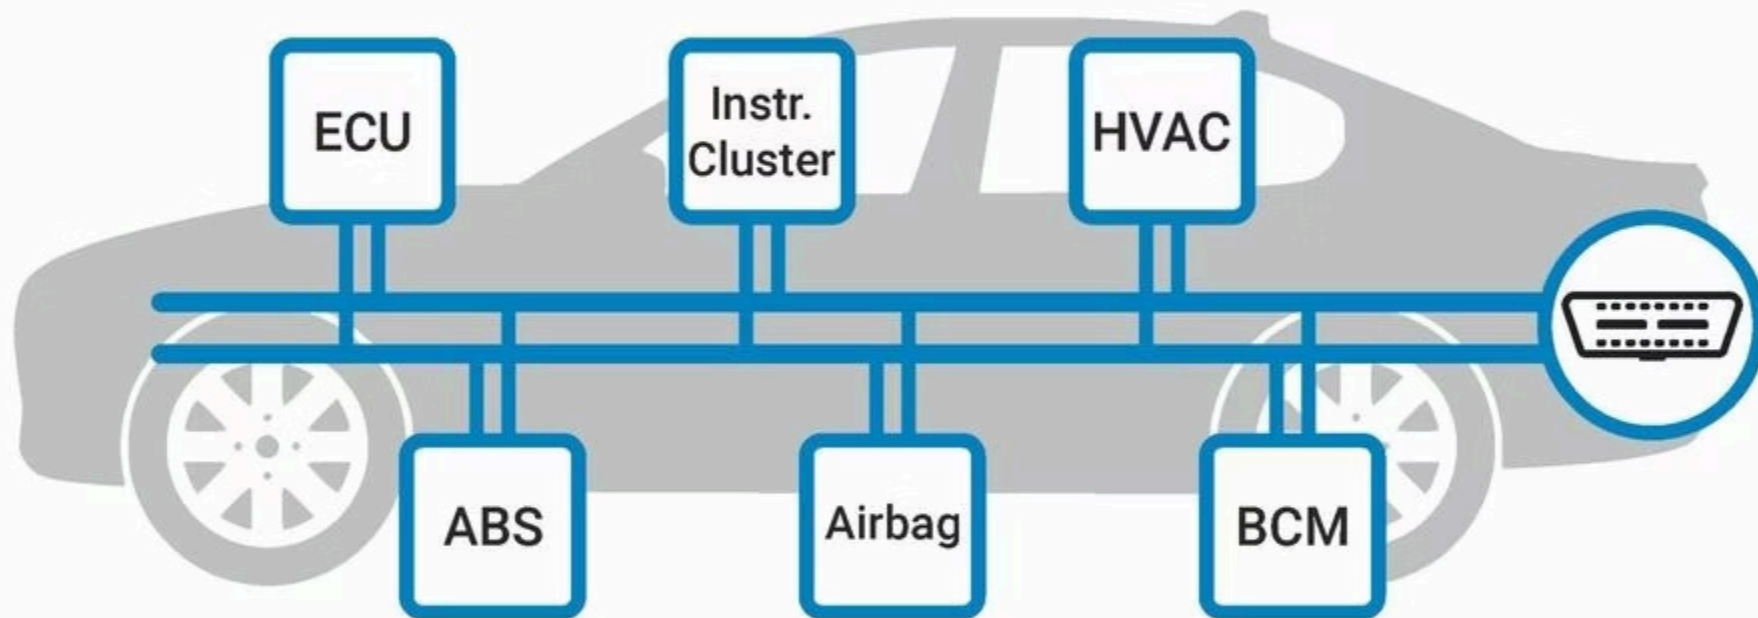 ECU
Instr.
Cluster
HVAC
ABS
Airbag
BCM